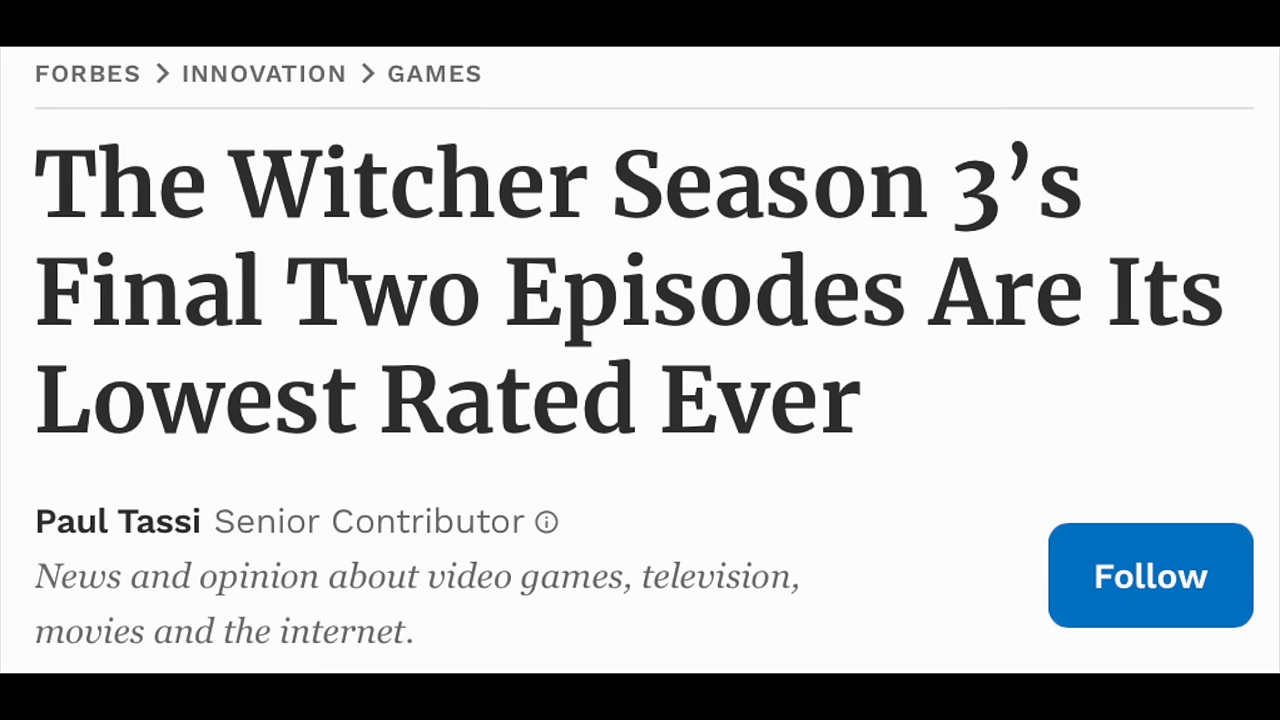 FORBES > INNOVATION > GAMES
The Witcher Season 3’s
Final Two Episodes Are Its
Lowest Rated Ever
Paul Tassi Senior Contributor
News and opinion about video games, television,
movies and the internet.
Follow